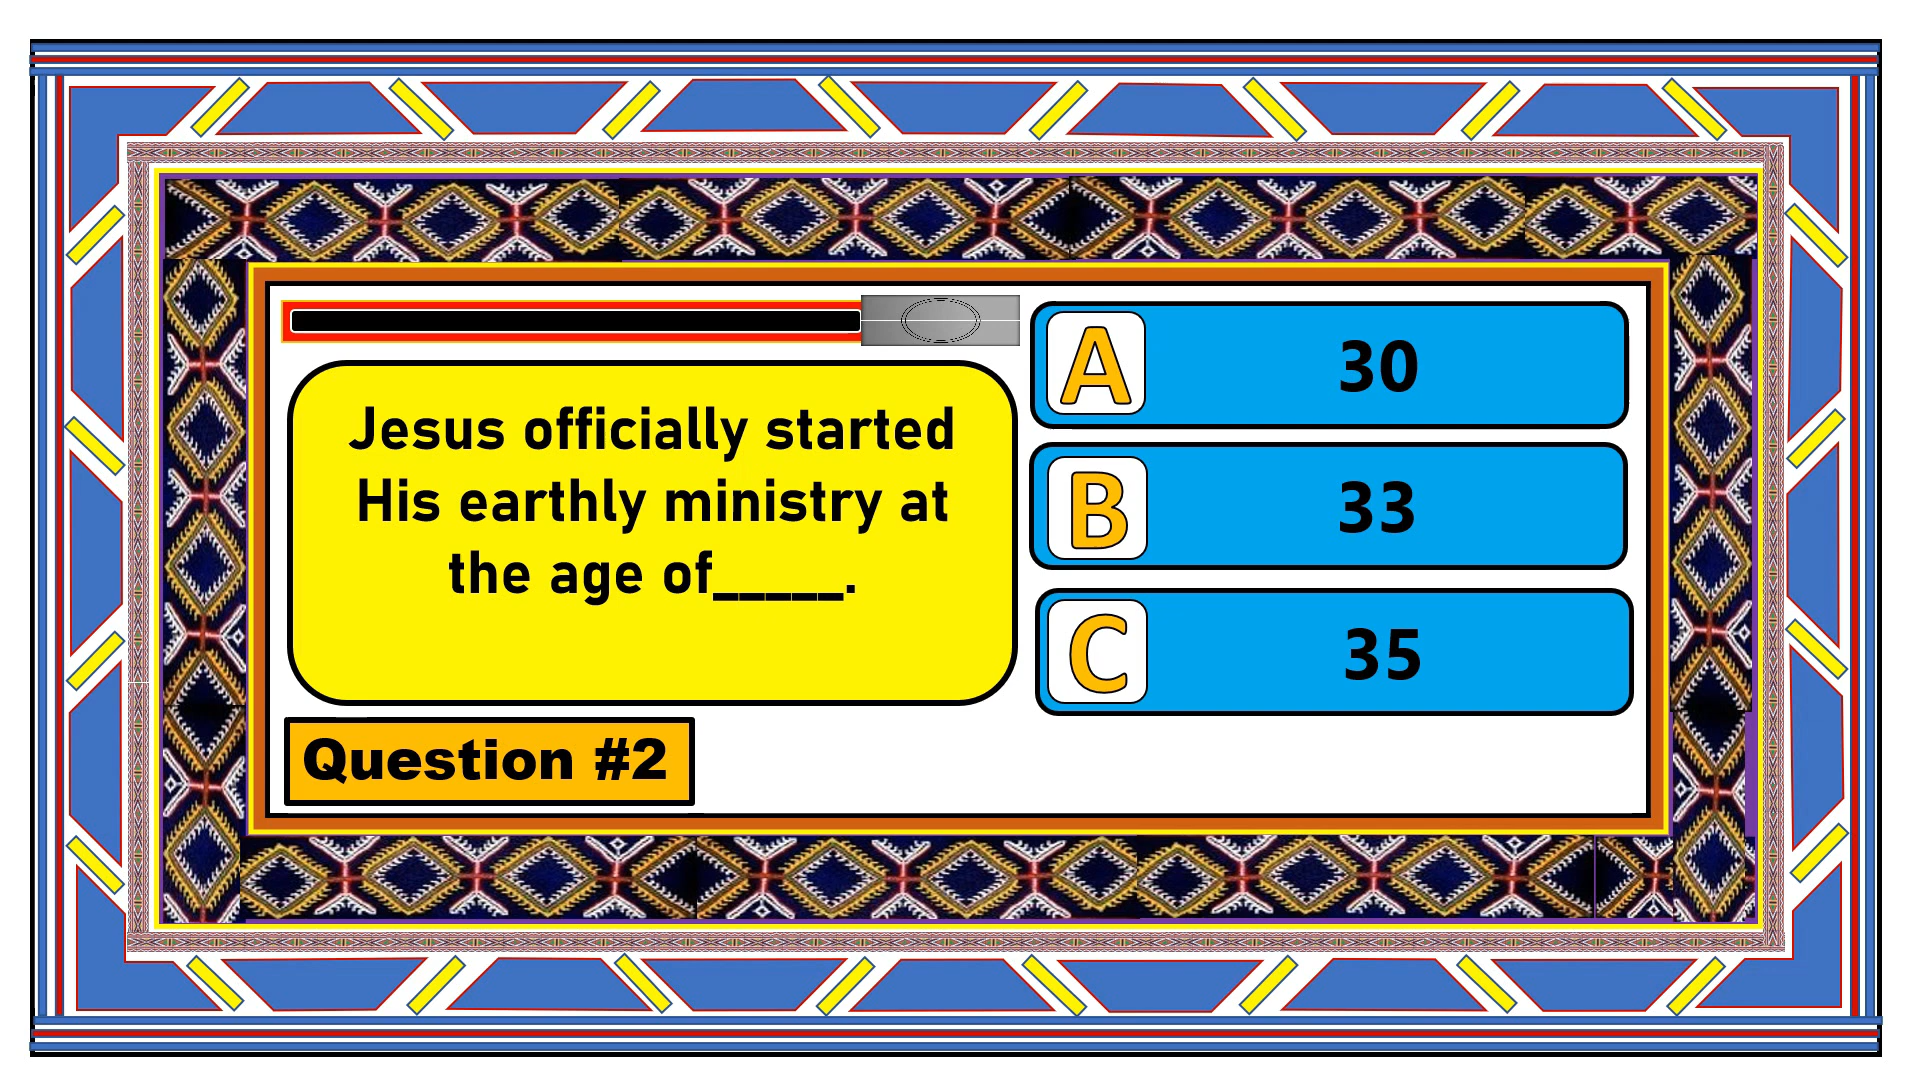 Jesus officially started
His earthly ministry at
the age of_____.
Question #2
A 30
B 33
C 35